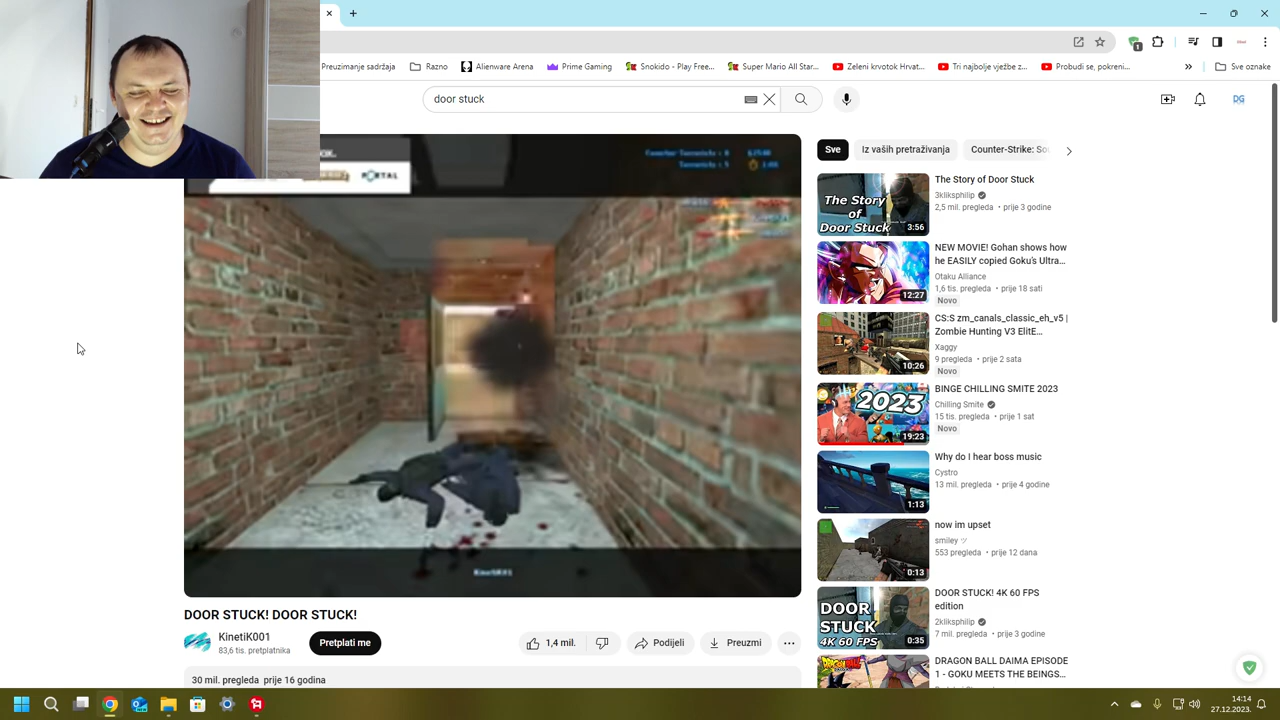 Preuzimanje sadržaja
Razno
Alienware Arena
Prime Gaming
Snokido - Play Free...
Super Mario All Star...
Zeleni krvotok Hrvat...
Tri najbolje vježbe z...
Probudi se, pokreni...
Sve oznake
door stuck
DG
PORTAL
Sve
Iz vaših pretraživanja
Counter-Strike: So
The Story of Door Stuck
3kliksphilip
2,5 mil. pregleda • prije 3 godine
The Story
of
Door Stuck
3:56
NEW MOVIE! Gohan shows how
he EASILY copied Goku's Ultra...
Otaku Alliance
1,6 tis. pregleda • prije 18 sati
Novo
12:27
CS:S zm_canals_classic_eh_v5 |
Zombie Hunting V3 ElitE...
Xaggy
9 pregleda • prije 2 sata
Novo
10:26
BINGE CHILLING SMITE 2023
Chilling Smite
15 tis. pregleda • prije 1 sat
Novo
2023
19:23
Why do I hear boss music
Cystro
13 mil. pregleda • prije 4 godine
1:13
now im upset
smiley ツ
553 pregleda • prije 12 dana
0:13
DOOR STUCK! 4K 60 FPS
edition
2kliksphilip
7 mil. pregleda • prije 3 godine
DOOR
STUCK
4K 60 FPS
0:35
DRAGON BALL DAIMA EPISODE
1 - GOKU MEETS THE BEINGS...
DOOR STUCK! DOOR STUCK!
KinetiK001
83,6 tis. pretplatnika
Pretplati me
1,4 mil.
Podijeli
Preuzmi
30 mil. pregleda prije 16 godina
14:14
27.12.2023.